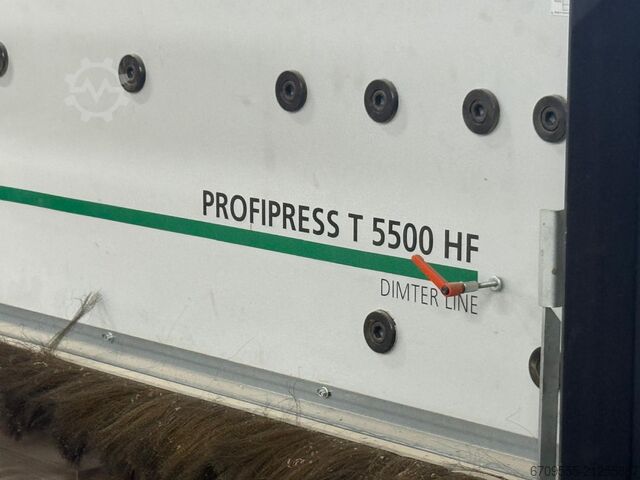 PROFIPRESS T 5500 HF
DIMTER LINE